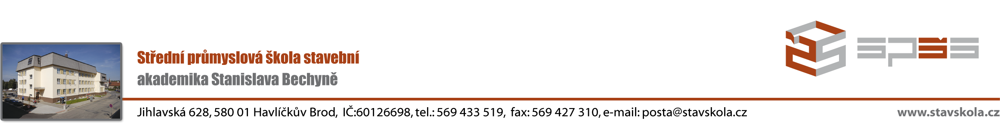 Střední průmyslová škola stavební
akademika Stanislava Bechyně
spšs
Jihlavská 628, 580 01 Havlíčkův Brod, IČ:60126698, tel.: 569 433 519, fax: 569 427 310, e-mail: posta@stavskola.cz
www.stavskola.cz